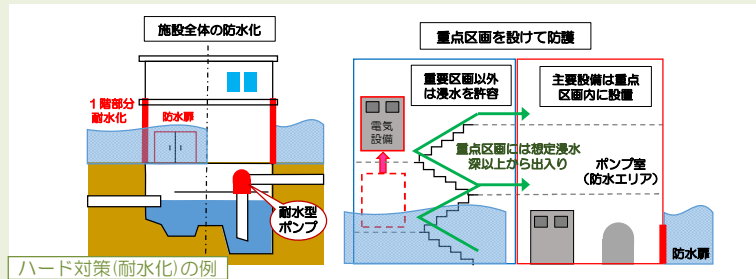 施設全体の防水化
1階部分
耐水化
防水扉
耐水型
ポンプ
重点区画を設けて防護
重要区画以外
は浸水を許容
主要設備は重点
区画内に設置
電気
設備
重点区画には想定浸水
深以上から出入り
ポンプ室
(防水エリア)
防水扉
ハード対策(耐水化)の例